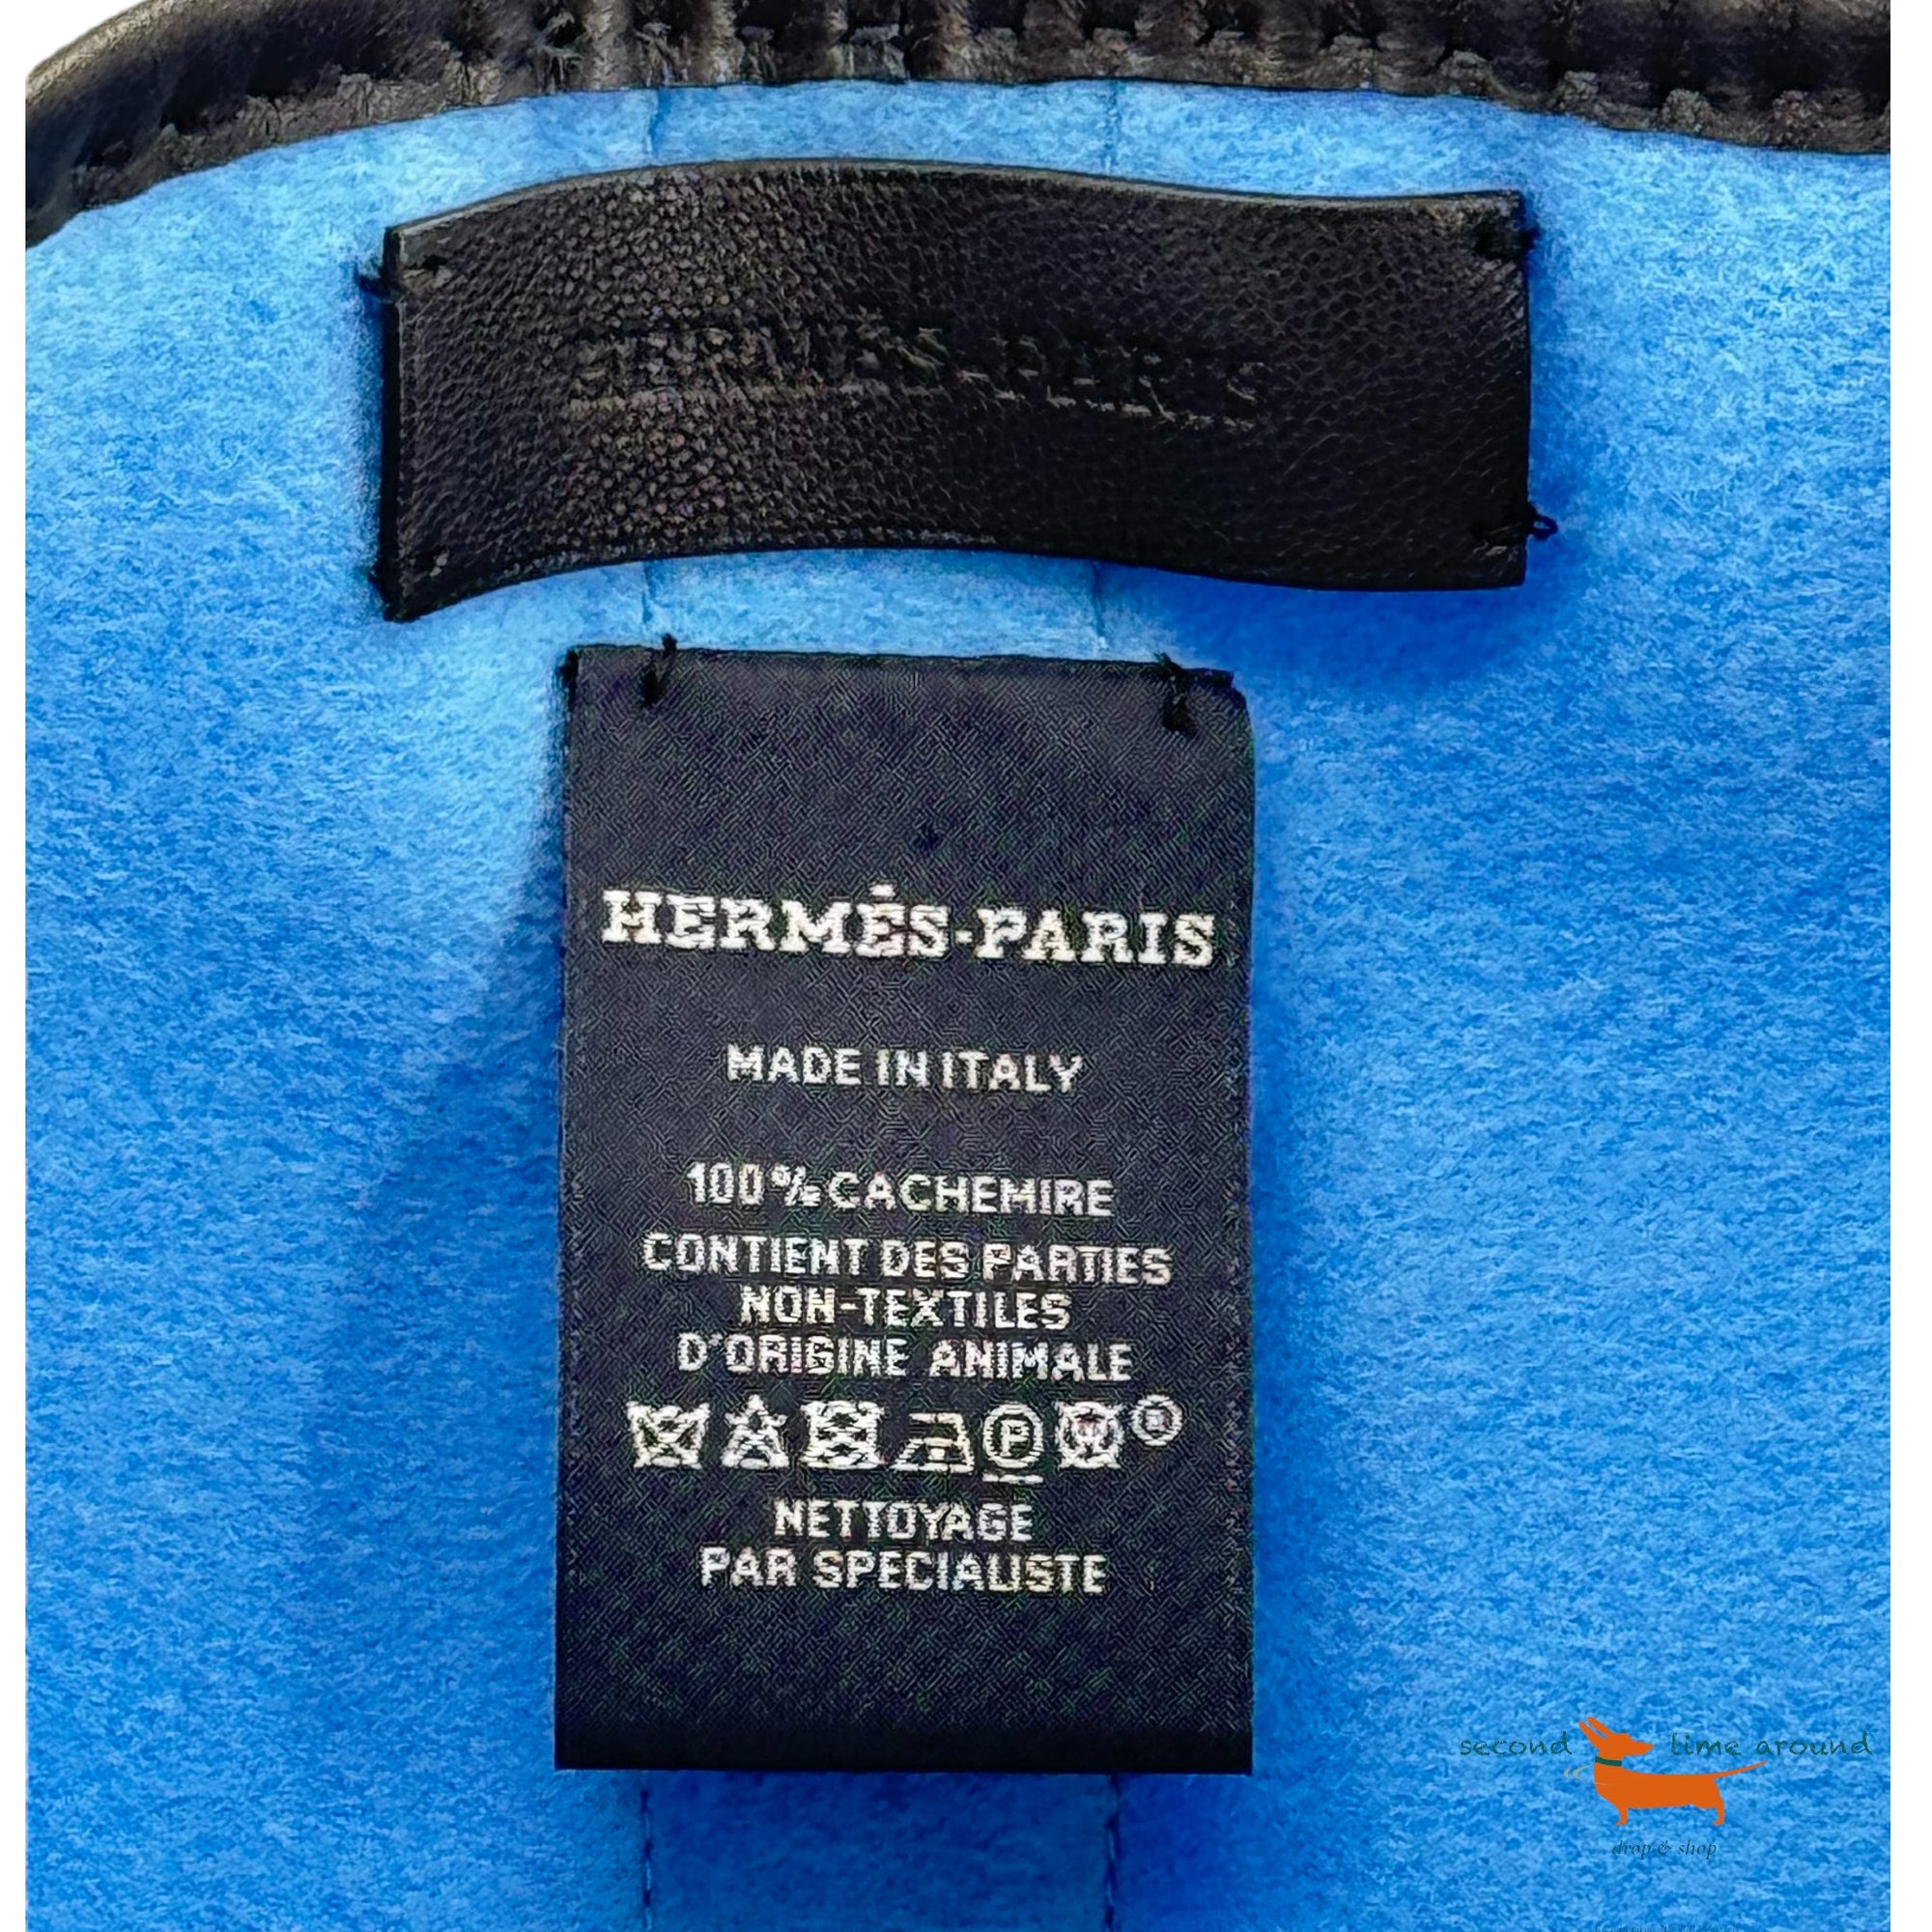 HERMÈS-PARIS
HERMÈS-PARIS
MADE IN ITALY
100% CACHEMIRE
CONTIENT DES PARTIES
NON-TEXTILES
D'ORIGINE ANIMALE
P
W
®
NETTOYAGE
PAR SPECIALISTE
second time around
drop & shop